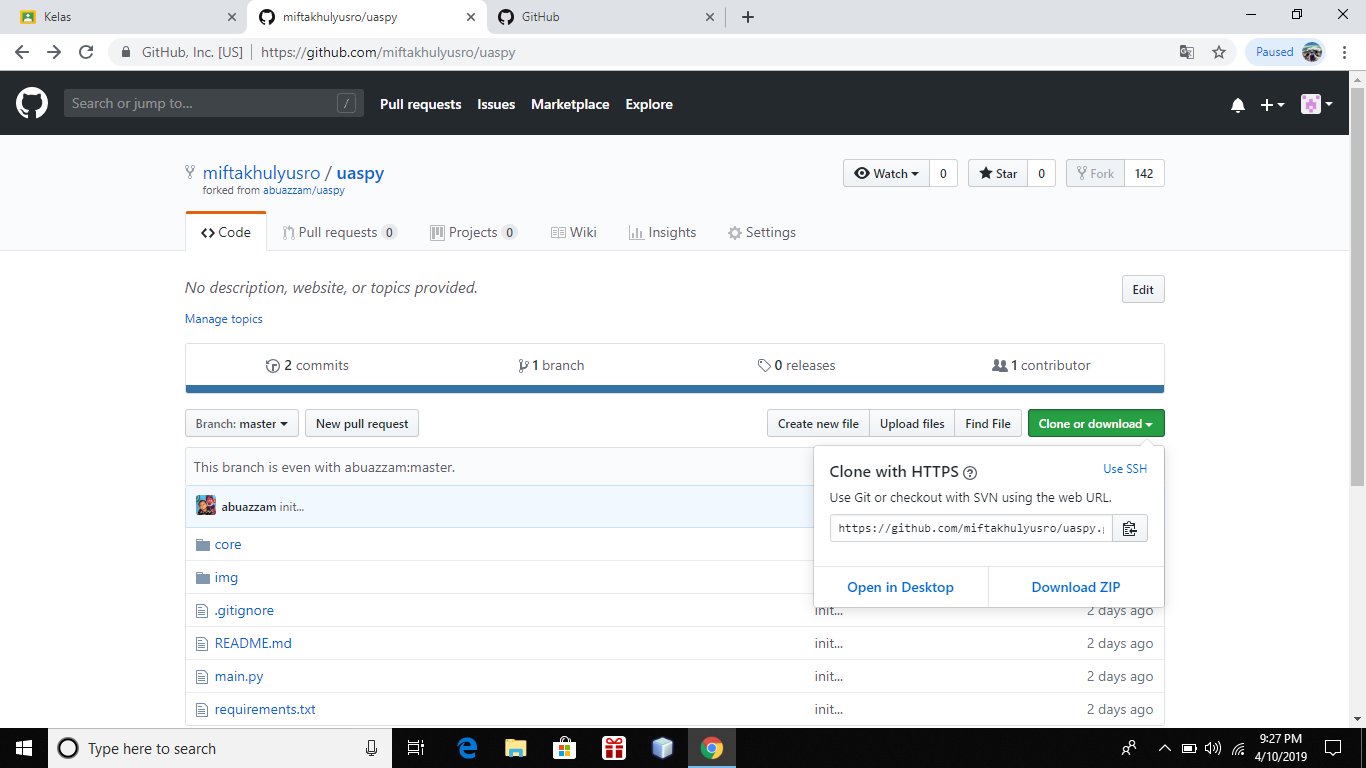 Kelas
miftakhulyusro/uaspy
GitHub
GitHub, Inc. [US]
https://github.com/miftakhulyusro/uaspy
Paused
Search or jump to...
/
Pull requests
Issues
Marketplace
Explore
miftakhulyusro / uaspy
forked from abuazzam/uaspy
Watch 0
Star 0
Fork 142
Code
Pull requests 0
Projects 0
Wiki
Insights
Settings
No description, website, or topics provided.
Edit
Manage topics
2 commits
1 branch
0 releases
1 contributor
Branch: master
New pull request
Create new file
Upload files
Find File
Clone or download
This branch is even with abuazzam:master.
Clone with HTTPS
Use SSH
Use Git or checkout with SVN using the web URL.
https://github.com/miftakhulyusro/uaspy.
Open in Desktop
Download ZIP
abuazzam init...
core
img
.gitignore init... 2 days ago
README.md init... 2 days ago
main.py init... 2 days ago
requirements.txt init... 2 days ago
Type here to search
9:27 PM
4/10/2019